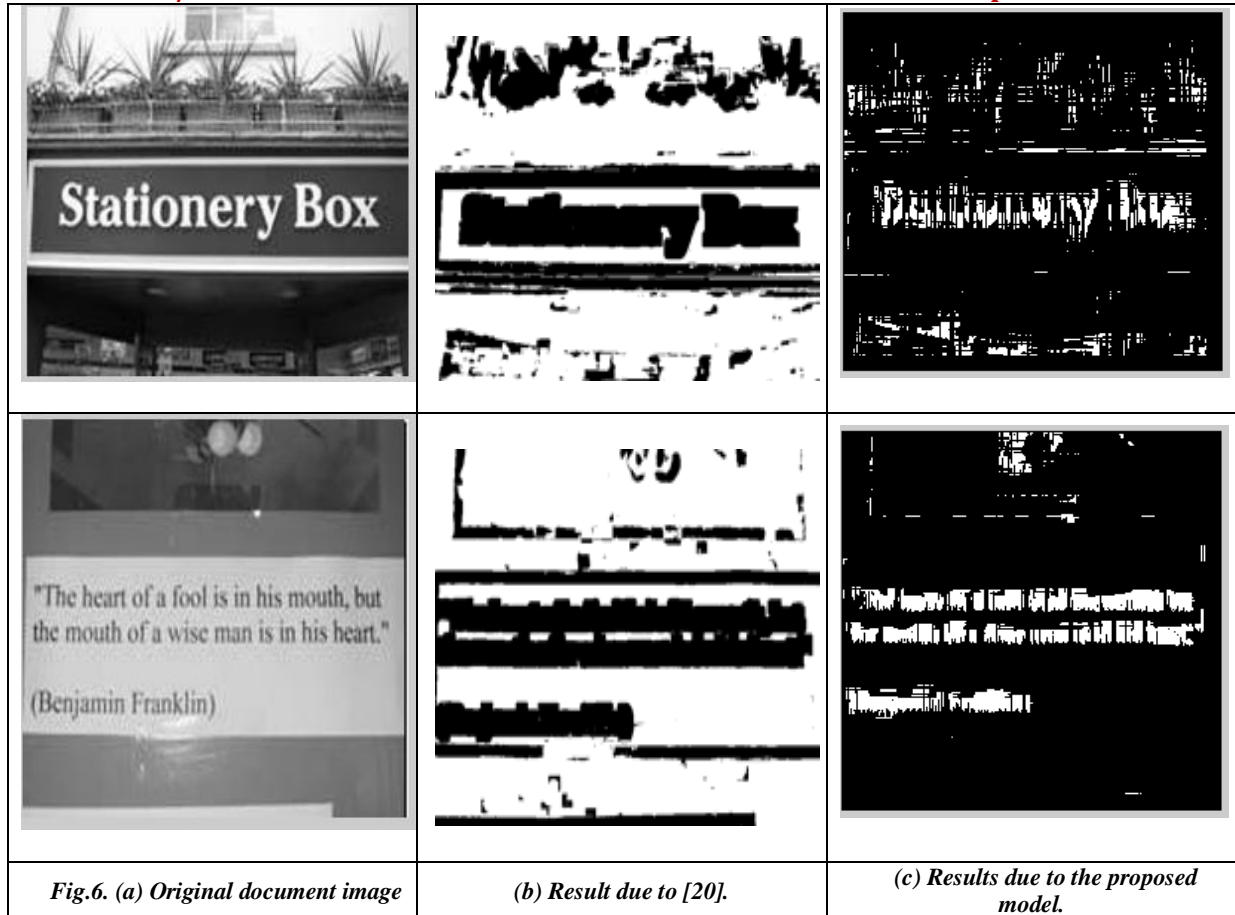 Stationery Box
"The heart of a fool is in his mouth, but
the mouth of a wise man is in his heart."
(Benjamin Franklin)
Fig.6. (a) Original document image
(b) Result due to [20].
(c) Results due to the proposed
model.